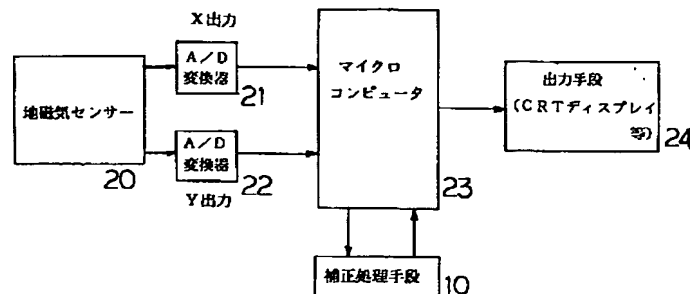 X出力
A/D
変換器
21
地磁気センサー
20
A/D
変換器
22
Y出力
マイクロ
コンピュータ
23
出力手段
(CRTディスプレイ
等)
24
補正処理手段
10